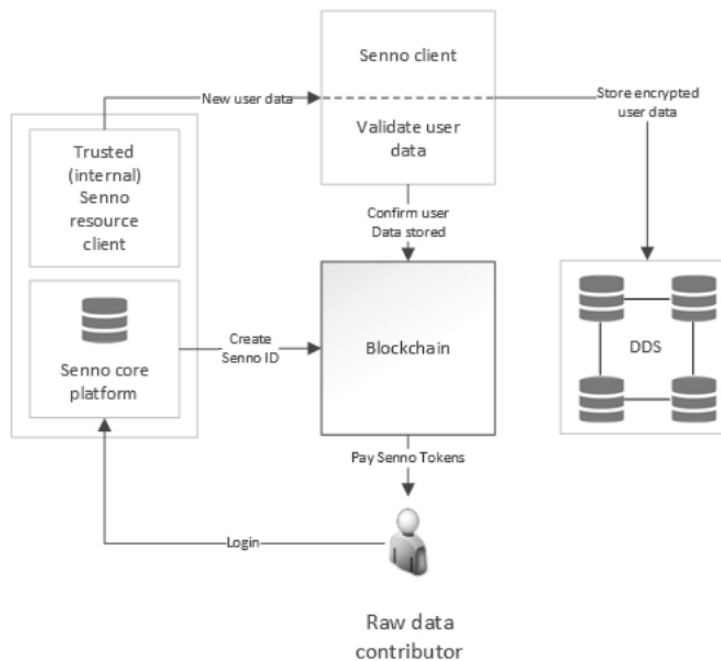 Senno client
New user data
Store encrypted
user data
Validate user
data
Trusted
(internal)
Senno
resource
client
Confirm user
Data stored
Create
Senno ID
Blockchain
DDS
Senno core
platform
Pay Senno Tokens
Login
Raw data
contributor